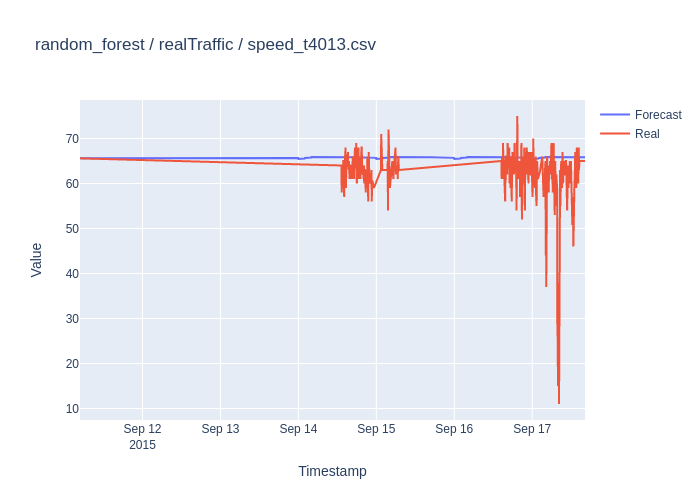 random_forest / realTraffic / speed_t4013.csv
Forecast
Real
70
60
50
40
30
20
10
Value
Sep 12
2015
Sep 13
Sep 14
Sep 15
Sep 16
Sep 17
Timestamp